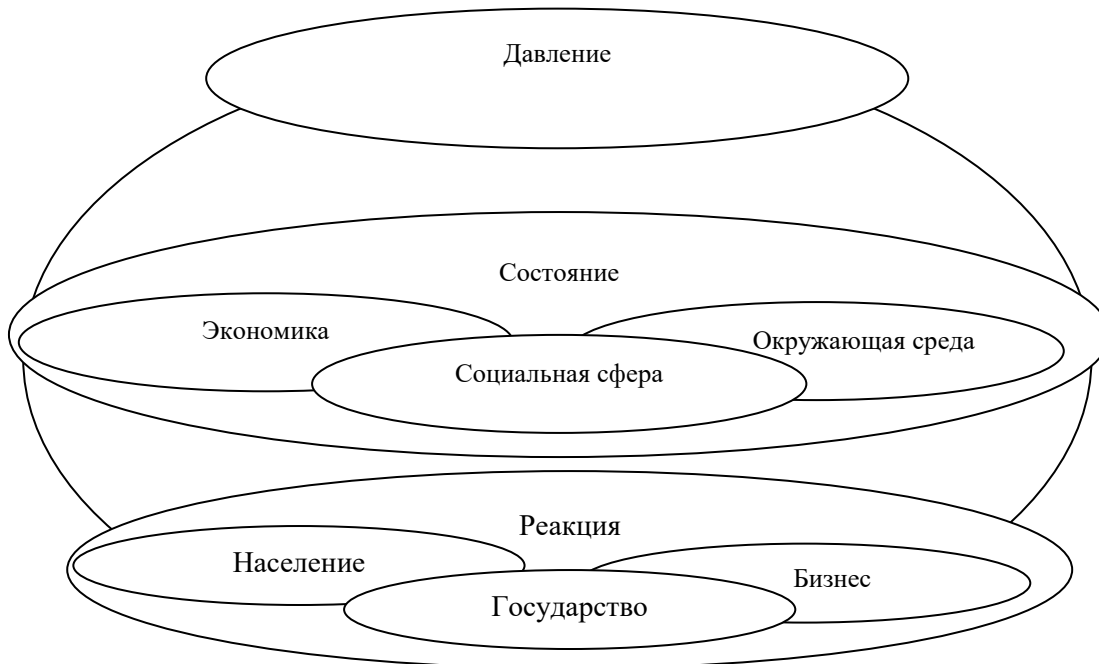 Давление
Состояние
Экономика
Окружающая среда
Социальная сфера
Реакция
Население
Бизнес
Государство